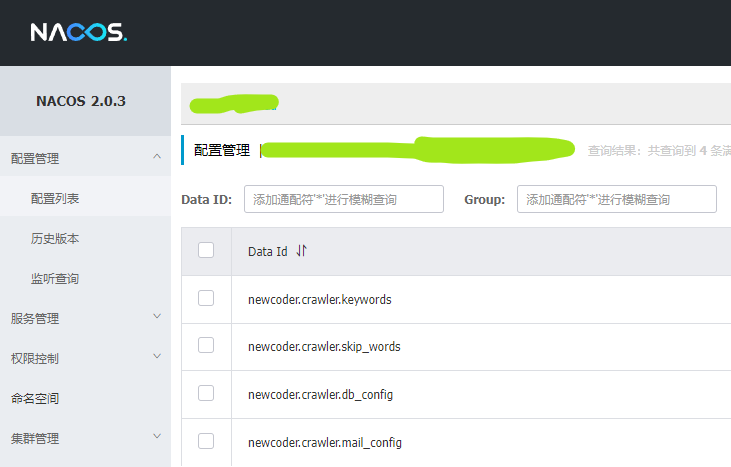 NACOS.
NACOS 2.0.3
配置管理
配置列表
历史版本
监听查询
服务管理
权限控制
命名空间
集群管理
配置管理 | 查询结果：共查询到 4 条满
Data ID: 添加通配符'*'进行模糊查询 Group: 添加通配符'*'进行模糊查询
Data Id
newcoder.crawler.keywords
newcoder.crawler.skip_words
newcoder.crawler.db_config
newcoder.crawler.mail_config